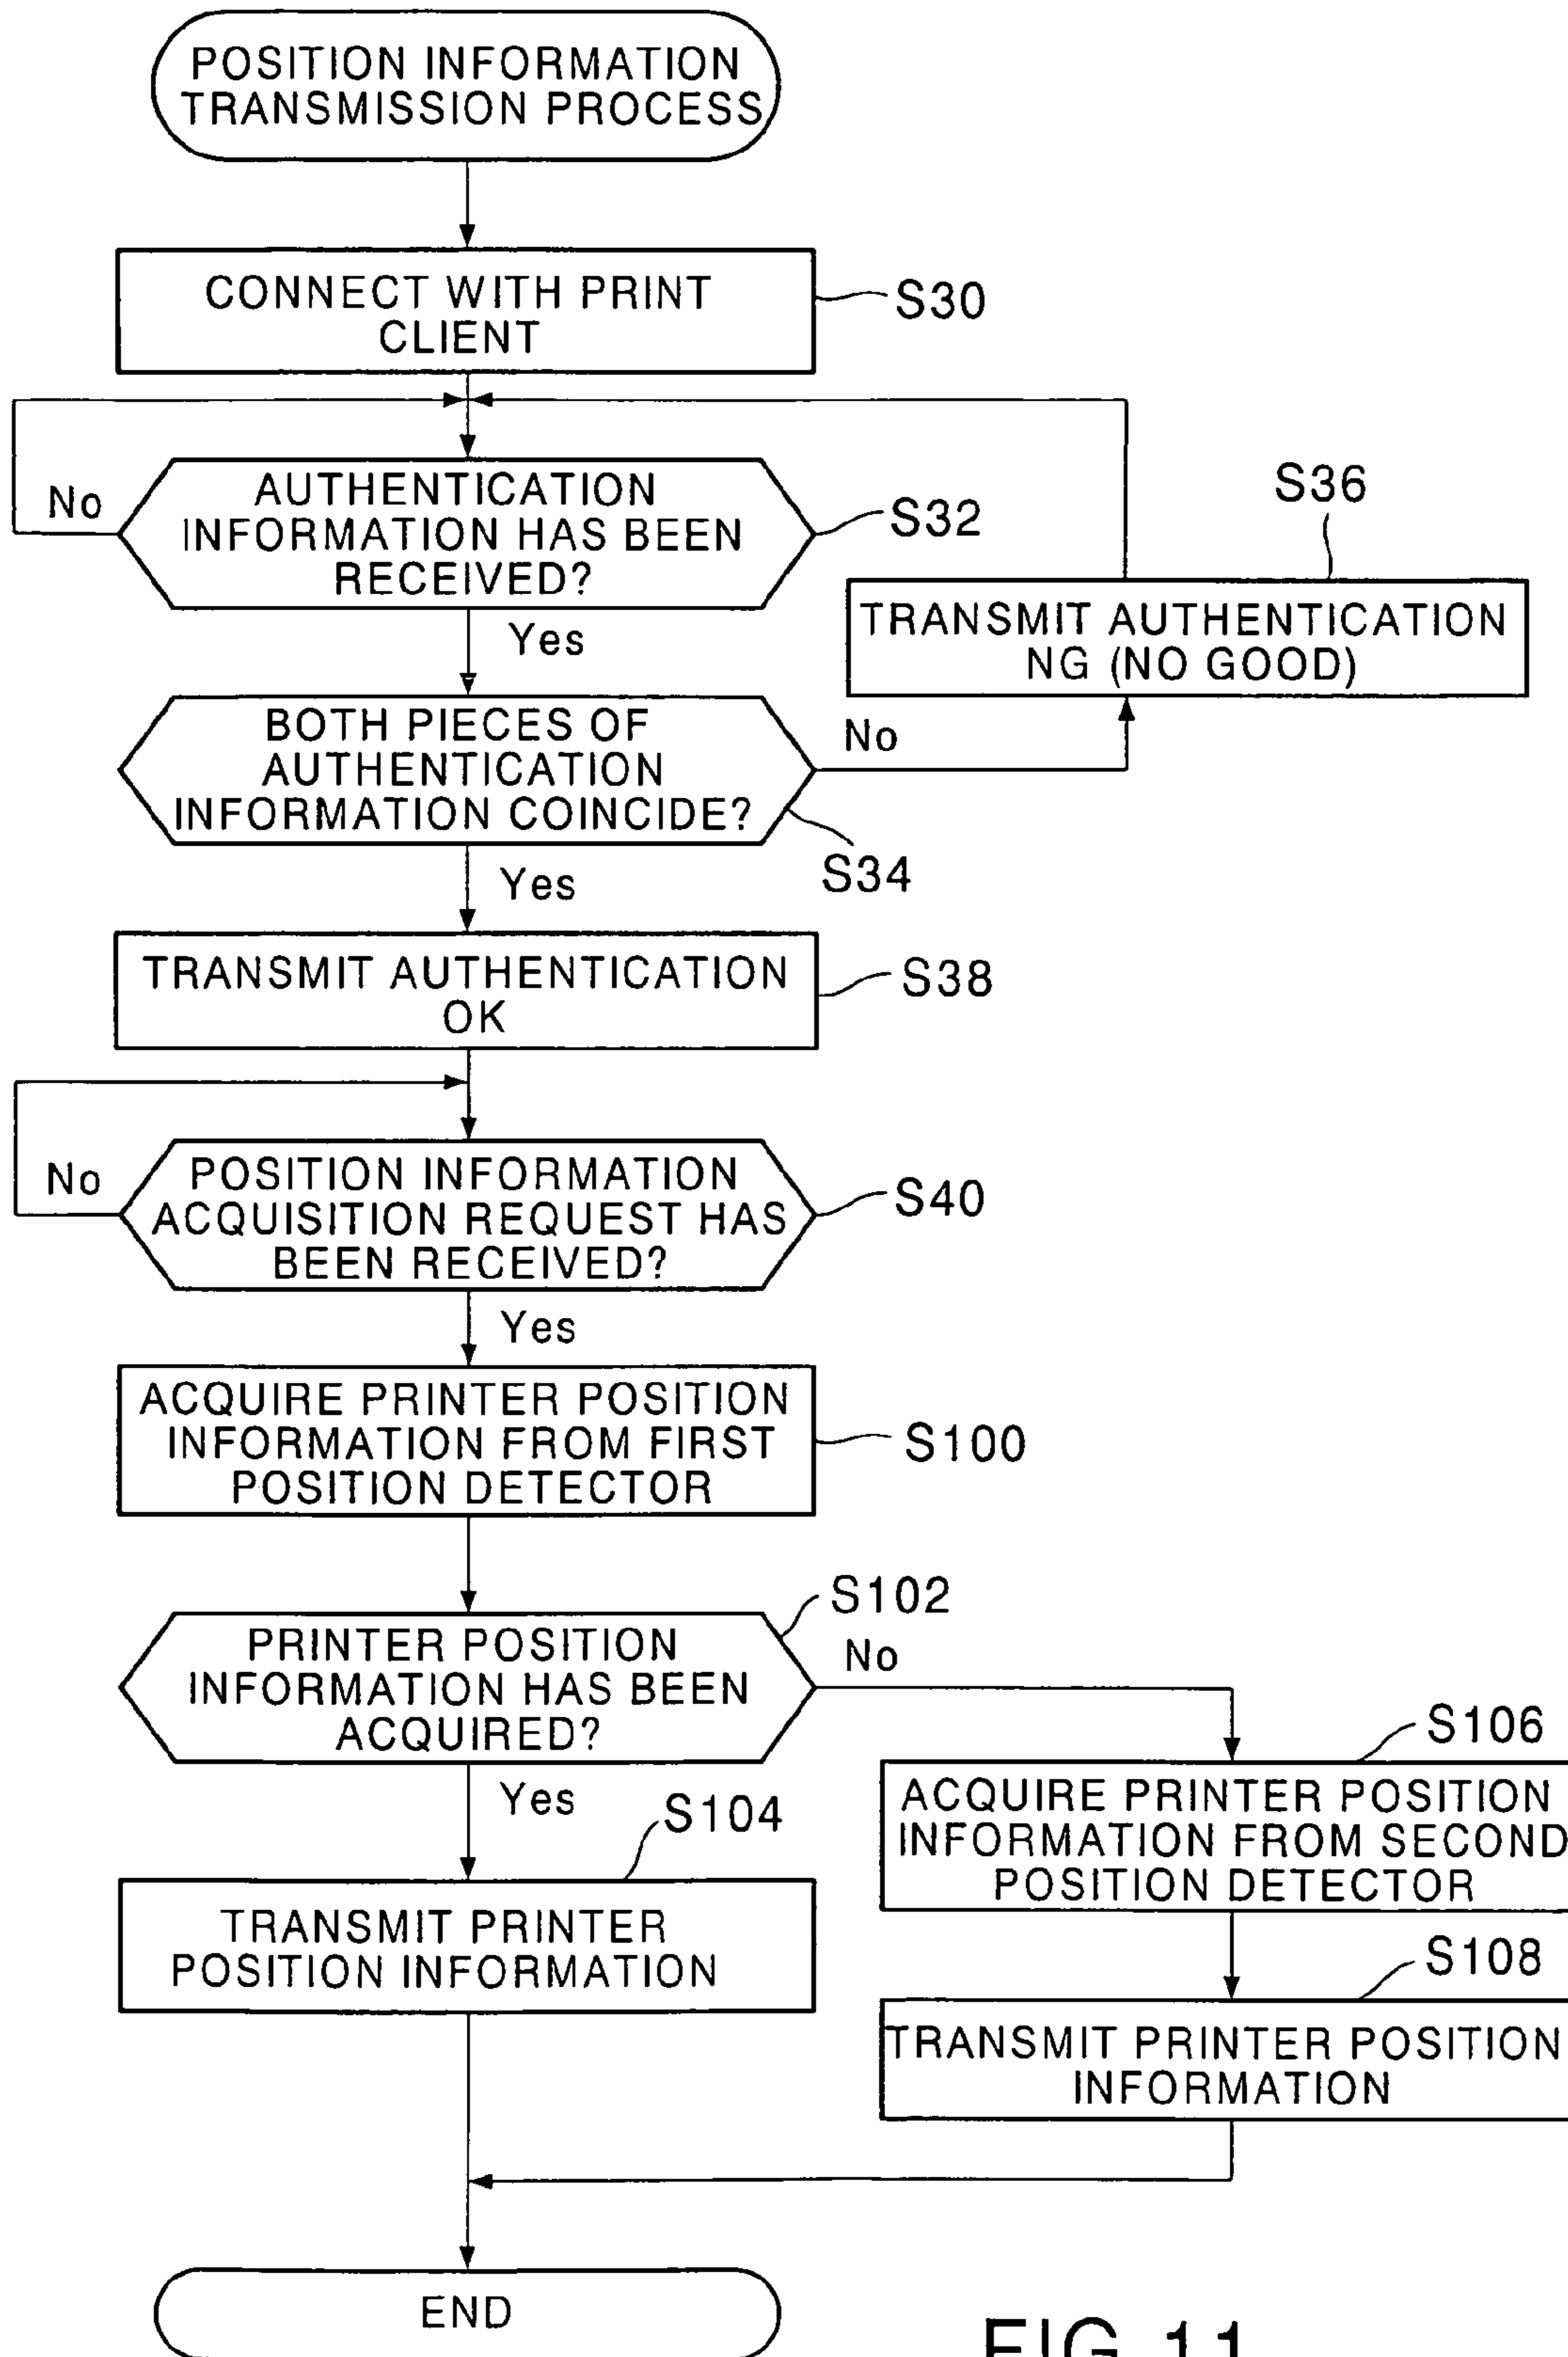 POSITION INFORMATION
TRANSMISSION PROCESS
CONNECT WITH PRINT
CLIENT
S30
No
AUTHENTICATION
INFORMATION HAS BEEN
RECEIVED?
S32
S36
TRANSMIT AUTHENTICATION
NG (NO GOOD)
Yes
BOTH PIECES OF
AUTHENTICATION
INFORMATION COINCIDE?
No
S34
Yes
TRANSMIT AUTHENTICATION
OK
S38
No
POSITION INFORMATION
ACQUISITION REQUEST HAS
BEEN RECEIVED?
S40
Yes
ACQUIRE PRINTER POSITION
INFORMATION FROM FIRST
POSITION DETECTOR
S100
S102
PRINTER POSITION
INFORMATION HAS BEEN
ACQUIRED?
No
S106
ACQUIRE PRINTER POSITION
INFORMATION FROM SECOND
POSITION DETECTOR
Yes
S104
TRANSMIT PRINTER
POSITION INFORMATION
S108
TRANSMIT PRINTER POSITION
INFORMATION
END
FIG. 11